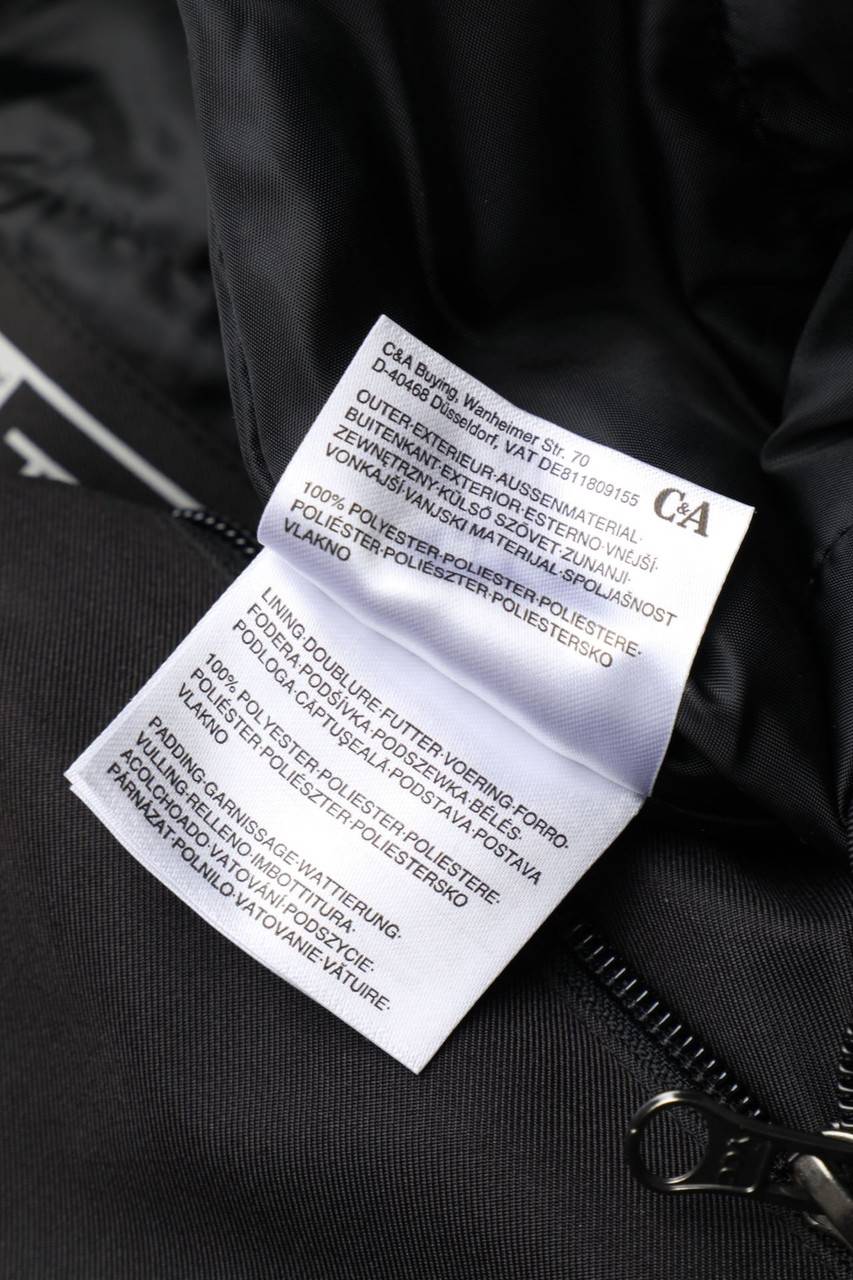 C&A Buying, Wanheimer Str. 70
D-40468 Düsseldorf, VAT DE811809155
C&A
OUTER·EXTERIEUR·AUSSENMATERIAL·
BUITENKANT·EXTERIOR·ESTERNO·VNĚJŠÍ·
ZEWNĘTRZNY·KÜLSŐ SZÖVET·ZUNANJI·
VONKAJŠÍ·VANJSKI MATERIJAL·SPOLJAŠNOST
100% POLYESTER·POLIESTER·POLIESTERE·
POLIÉSTER·POLIÉSZTER·POLIESTERSKO
VLAKNO
LINING·DOUBLURE·FUTTER·VOERING·FORRO·
FODERA·PODŠÍVKA·PODSZEWKA·BÉLÉS·
PODLOGA·CĂPTUŞEALĂ·PODSTAVA·POSTAVA
100% POLYESTER·POLIESTER·POLIESTERE·
POLIÉSTER·POLIÉSZTER·POLIESTERSKO
VLAKNO
PADDING·GARNISSAGE·WATTIERUNG·
VULLING·RELLENO·IMBOTTITURA·
ACOLCHOADO·VATOVÁNÍ·PODSZYCIE·
PÁRNÁZAT·POLNILO·VATOVANIE·VĂTUIRE·